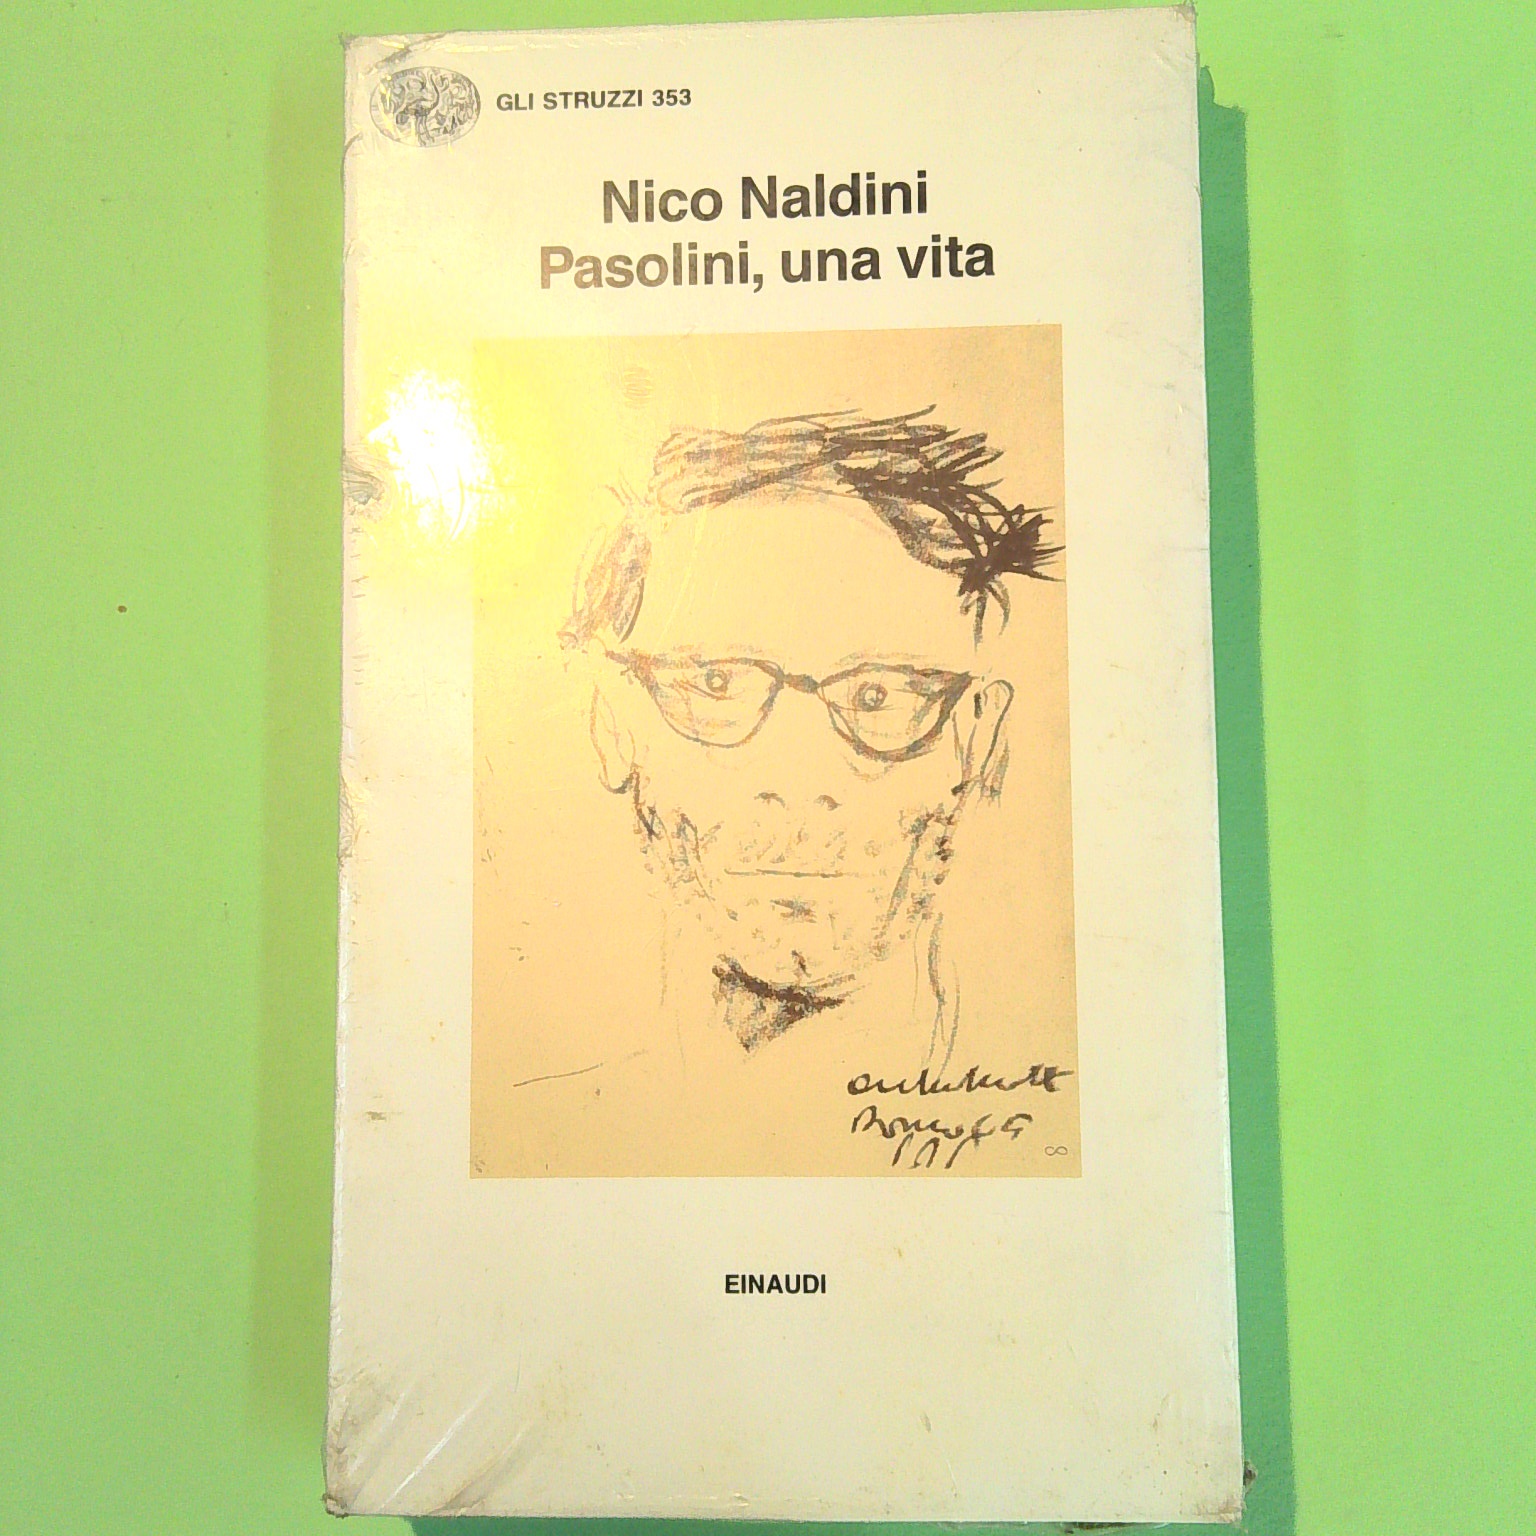 GLI STRUZZI 353
Nico Naldini
Pasolini, una vita
EINAUDI